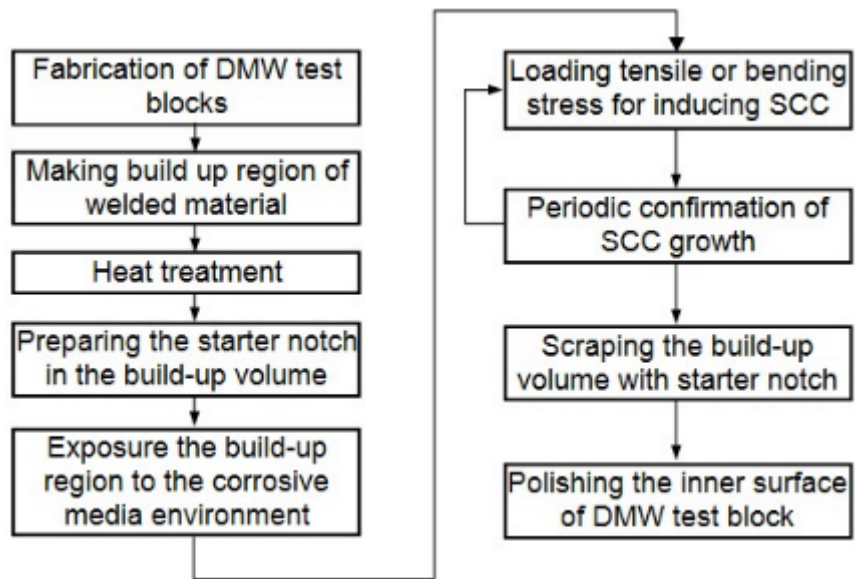 Fabrication of DMW test
blocks
Making build up region of
welded material
Heat treatment
Preparing the starter notch
in the build-up volume
Exposure the build-up
region to the corrosive
media environment
Loading tensile or bending
stress for inducing SCC
Periodic confirmation of
SCC growth
Scraping the build-up
volume with starter notch
Polishing the inner surface
of DMW test block